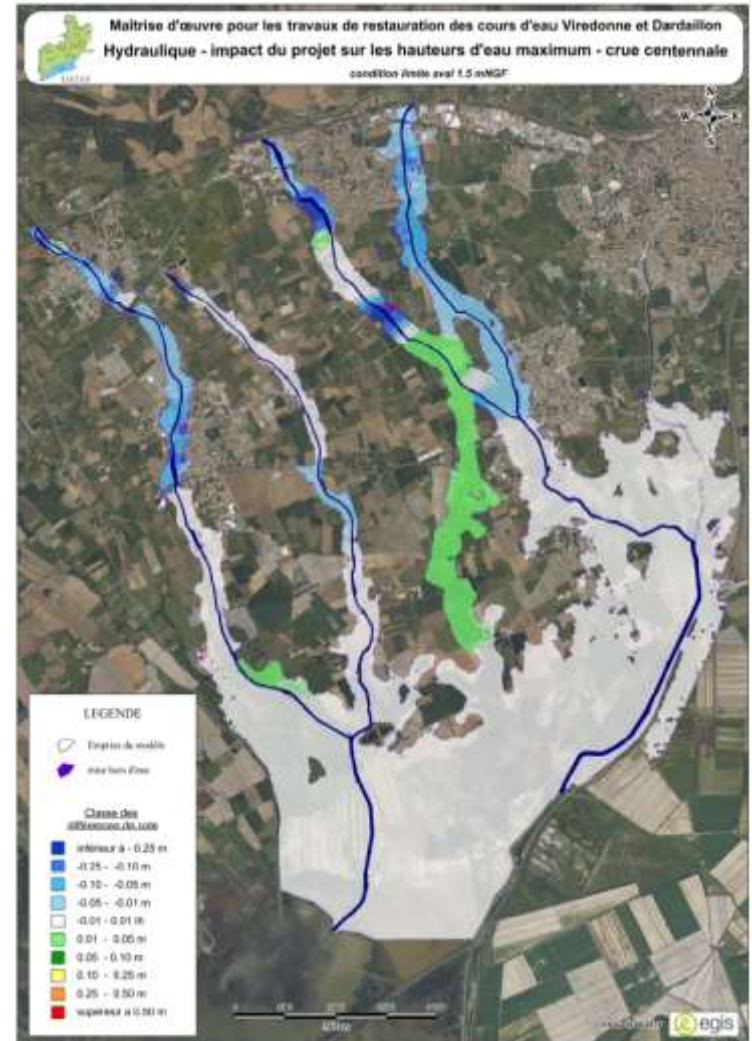 Maîtrise d'œuvre pour les travaux de restauration des cours d'eau Viredonne et Dardaillon
Hydraulique - impact du projet sur les hauteurs d'eau maximum - crue centennale
condition limite aval 1.5 mNGF
N
W E
S
LEGENDE
Emprise du modèle
mise hors d'eau
Classe des
différences de cote
inférieur à - 0.25 m
-0.25 - -0.10 m
-0.10 - -0.05 m
-0.05 - -0.01 m
-0.01 - 0.01 m
0.01 - 0.05 m
0.05 - 0.10 m
0.10 - 0.25 m
0.25 - 0.50 m
supérieur à 0.50 m
0
Mètres
egis